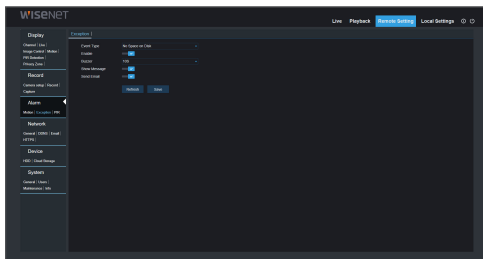 WISENET
Live Playback Remote Setting Local Settings
Display
Channel | Live |
Image Control | Motion |
PIR Detection |
Privacy Zone |
Record
Camera setup | Record |
Capture
Alarm
Motion | Exception | PIR
Network
General | DDNS | Email |
HTTPS |
Device
HDD | Cloud Storage
System
General | Users |
Maintenance | Info
Exception |
Event Type No Space on Disk
Enable
Buzzer
Show Message
Send Email
Refresh Save